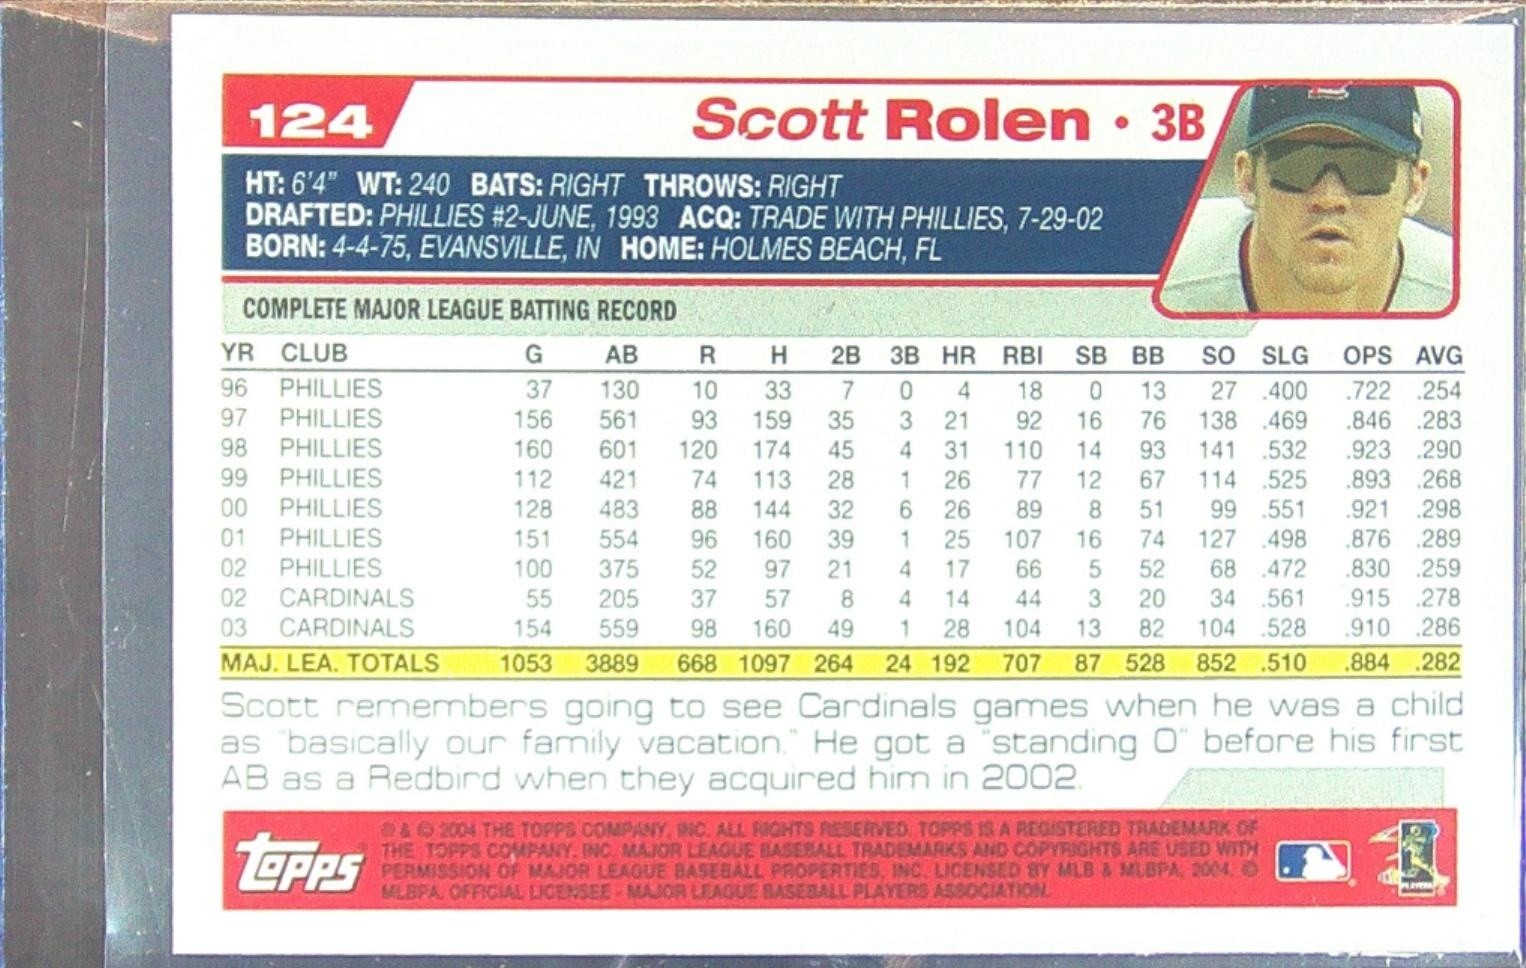 124 Scott Rolen • 3B
HT: 6'4" WT: 240 BATS: RIGHT THROWS: RIGHT
DRAFTED: PHILLIES #2-JUNE, 1993 ACQ: TRADE WITH PHILLIES, 7-29-02
BORN: 4-4-75, EVANSVILLE, IN HOME: HOLMES BEACH, FL
COMPLETE MAJOR LEAGUE BATTING RECORD
YR CLUB G AB R H 2B 3B HR RBI SB BB SO SLG OPS AVG
96 PHILLIES 37 130 10 33 7 0 4 18 0 13 27 .400 .722 .254
97 PHILLIES 156 561 93 159 35 3 21 92 16 76 138 .469 .846 .283
98 PHILLIES 160 601 120 174 45 4 31 110 14 93 141 .532 .923 .290
99 PHILLIES 112 421 74 113 28 1 26 77 12 67 114 .525 .893 .268
00 PHILLIES 128 483 88 144 32 6 26 89 8 51 99 .551 .921 .298
01 PHILLIES 151 554 96 160 39 1 25 107 16 74 127 .498 .876 .289
02 PHILLIES 100 375 52 97 21 4 17 66 5 52 68 .472 .830 .259
02 CARDINALS 55 205 37 57 8 4 14 44 3 20 34 .561 .915 .278
03 CARDINALS 154 559 98 160 49 1 28 104 13 82 104 .528 .910 .286
MAJ. LEA. TOTALS 1053 3889 668 1097 264 24 192 707 87 528 852 .510 .884 .282
Scott remembers going to see Cardinals games when he was a child
as "basically our family vacation." He got a "standing O" before his first
AB as a Redbird when they acquired him in 2002.
Topps
® & © 2004 THE TOPPS COMPANY, INC. ALL RIGHTS RESERVED. TOPPS IS A REGISTERED TRADEMARK OF
THE TOPPS COMPANY, INC. MAJOR LEAGUE BASEBALL TRADEMARKS AND COPYRIGHTS ARE USED WITH
PERMISSION OF MAJOR LEAGUE BASEBALL PROPERTIES, INC. LICENSED BY MLB & MLBPA, 2004. ©
MLBPA. OFFICIAL LICENSEE - MAJOR LEAGUE BASEBALL PLAYERS ASSOCIATION.
PLAYERS